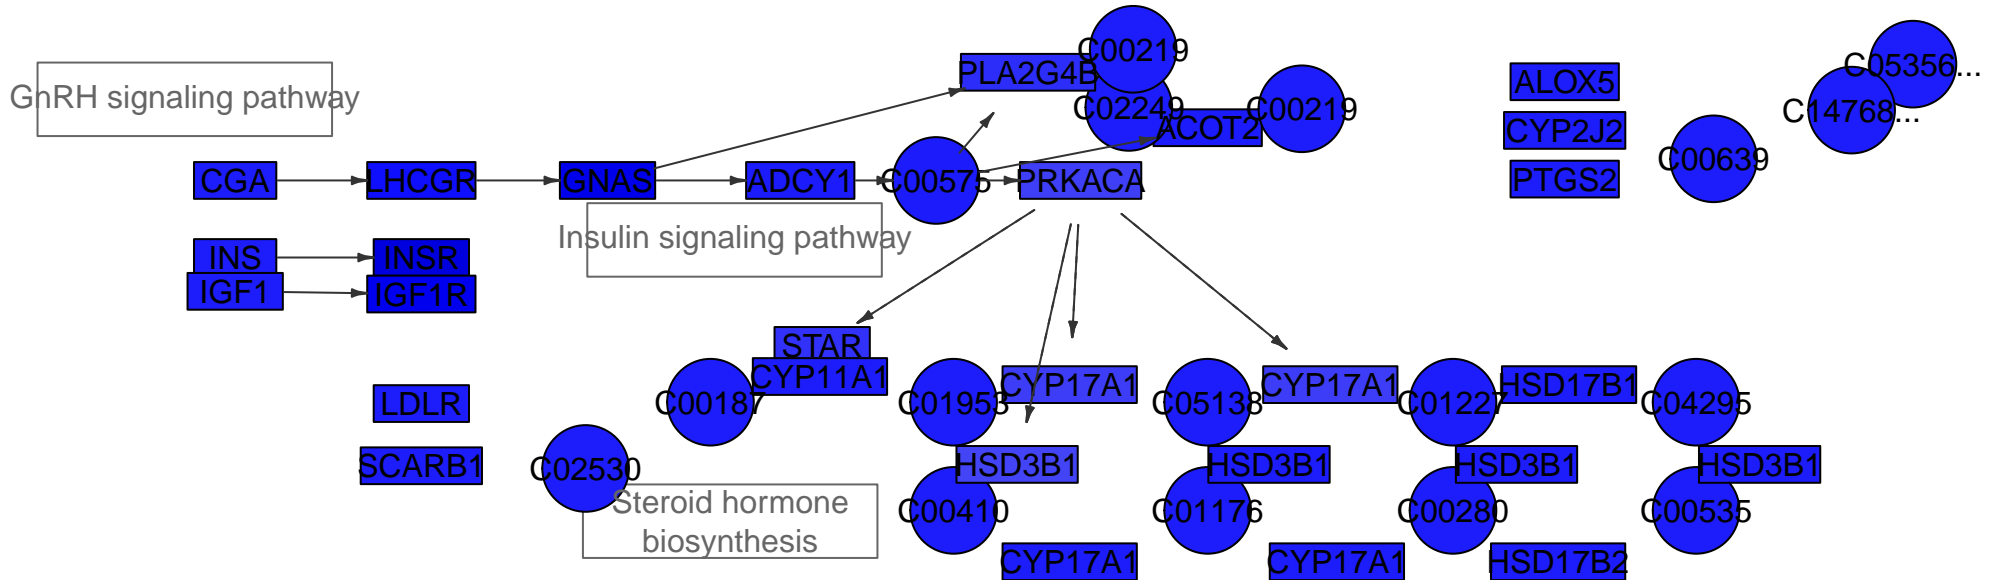 GnRH signaling pathway
PLA2G4B
C00219
C02249
ACOT2
C00219
ALOX5
CYP2J2
PTGS2
C00639
C14768...
C05356...
CGA
LHCGR
GNAS
ADCY1
C00575
PRKACA
Insulin signaling pathway
INS
INSR
IGF1
IGF1R
STAR
CYP11A1
C00187
C01953
CYP17A1
C05138
CYP17A1
C01227
HSD17B1
C04295
LDLR
SCARB1
C02530
HSD3B1
HSD3B1
HSD3B1
HSD3B1
Steroid hormone
biosynthesis
C00410
C01176
C00280
C00535
CYP17A1
CYP17A1
HSD17B2